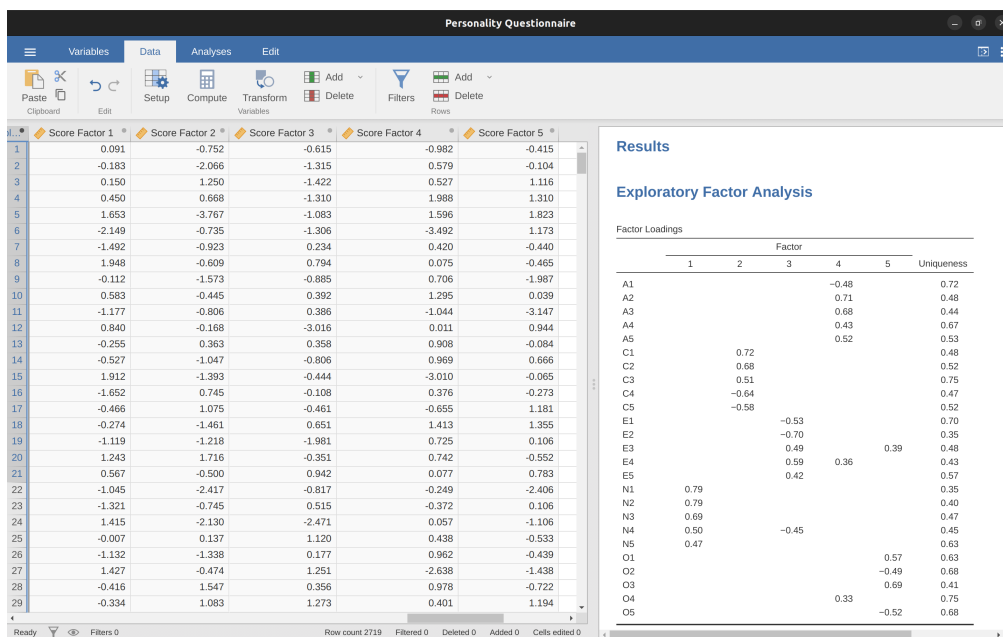 Personality Questionnaire
Variables Data Analyses Edit
Paste Setup Compute Transform Add Delete Filters Add Delete
Clipboard Edit Variables Rows
Score Factor 1 Score Factor 2 Score Factor 3 Score Factor 4 Score Factor 5
1 0.091 -0.752 -0.615 -0.982 -0.415
2 -0.183 -2.066 -1.315 0.579 -0.104
3 0.150 1.250 -1.422 0.527 1.116
4 0.450 0.668 -1.310 1.988 1.310
5 1.653 -3.767 -1.083 1.596 1.823
6 -2.149 -0.735 -1.306 -3.492 1.173
7 -1.492 -0.923 0.234 0.420 -0.440
8 1.948 -0.609 0.794 0.075 -0.465
9 -0.112 -1.573 -0.885 0.706 -1.987
10 0.583 -0.445 0.392 1.295 0.039
11 -1.177 -0.806 0.386 -1.044 -3.147
12 0.840 -0.168 -3.016 0.011 0.944
13 -0.255 0.363 0.358 0.908 -0.084
14 -0.527 -1.047 -0.806 0.969 0.666
15 1.912 -1.393 -0.444 -3.010 -0.065
16 -1.652 0.745 -0.108 0.376 -0.273
17 -0.466 1.075 -0.461 -0.655 1.181
18 -0.274 -1.461 0.651 1.413 1.355
19 -1.119 -1.218 -1.981 0.725 0.106
20 1.243 1.716 -0.351 0.742 -0.552
21 0.567 -0.500 0.942 0.077 0.783
22 -1.045 -2.417 -0.817 -0.249 -2.406
23 -1.321 -0.745 0.515 -0.372 0.106
24 1.415 -2.130 -2.471 0.057 -1.106
25 -0.007 0.137 1.120 0.438 -0.533
26 -1.132 -1.338 0.177 0.962 -0.439
27 1.427 -0.474 1.251 -2.638 -1.438
28 -0.416 1.547 0.356 0.978 -0.722
29 -0.334 1.083 1.273 0.401 1.194
Ready Filters 0 Row count 2719 Filtered 0 Deleted 0 Added 0 Cells edited 0
Results
Exploratory Factor Analysis
Factor Loadings
Factor
1 2 3 4 5 Uniqueness
A1 −0.48 0.72
A2 0.71 0.48
A3 0.68 0.44
A4 0.43 0.67
A5 0.52 0.53
C1 0.72 0.48
C2 0.68 0.52
C3 0.51 0.75
C4 −0.64 0.47
C5 −0.58 0.52
E1 −0.53 0.70
E2 −0.70 0.35
E3 0.49 0.39 0.48
E4 0.59 0.36 0.43
E5 0.42 0.57
N1 0.79 0.35
N2 0.79 0.40
N3 0.69 0.47
N4 0.50 −0.45 0.45
N5 0.47 0.63
O1 0.57 0.63
O2 −0.49 0.68
O3 0.69 0.41
O4 0.33 0.75
O5 −0.52 0.68